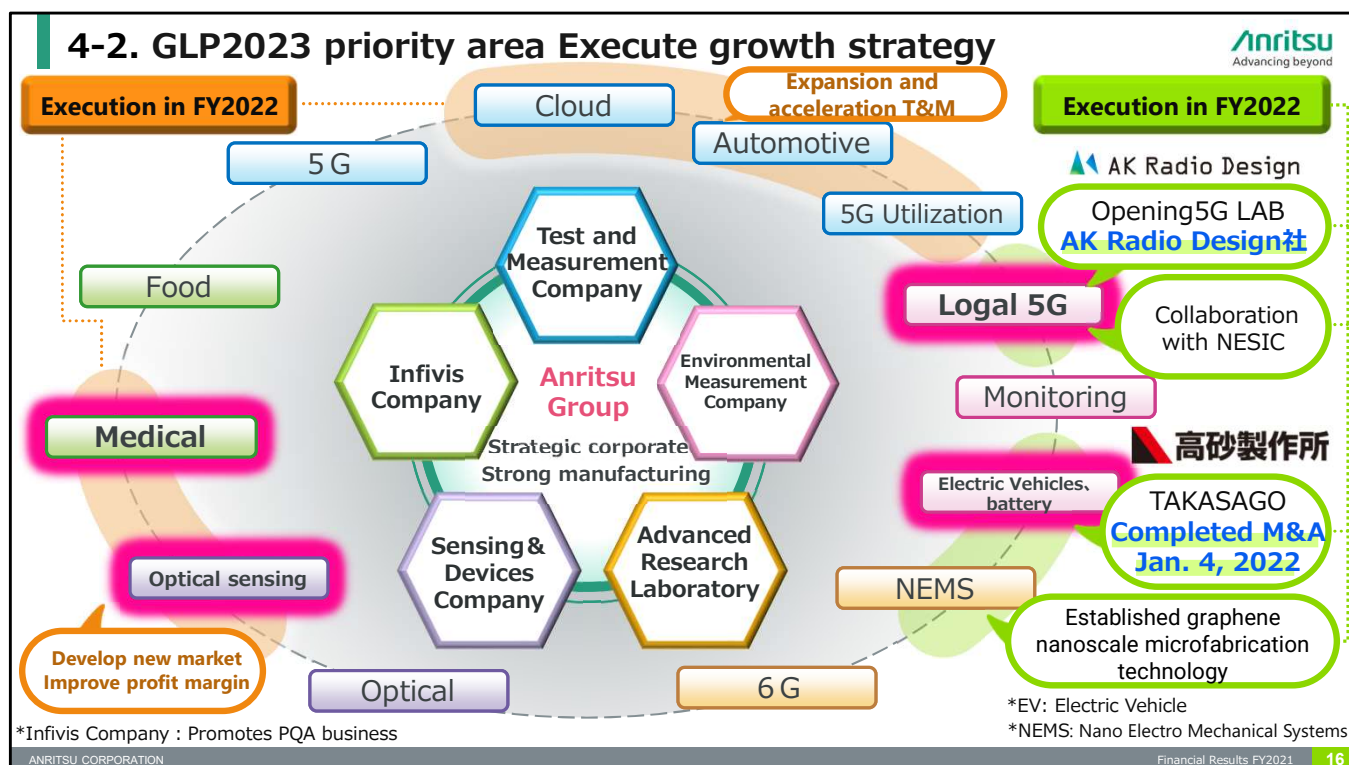 4-2. GLP2023 priority area Execute growth strategy
Anritsu
Advancing beyond
Execution in FY2022
Cloud
Expansion and
acceleration T&M
Execution in FY2022
Automotive
5G
AK Radio Design
5G Utilization
Opening5G LAB
AK Radio Design社
Test and
Measurement
Company
Food
Logal 5G
Collaboration
with NESIC
Infivis
Company
Anritsu
Group
Environmental
Measurement
Company
Monitoring
Medical
Strategic corporate
Strong manufacturing
高砂製作所
Electric Vehicles、
battery
TAKASAGO
Completed M&A
Jan. 4, 2022
Sensing&
Devices
Company
Advanced
Research
Laboratory
Optical sensing
NEMS
Established graphene
nanoscale microfabrication
technology
Develop new market
Improve profit margin
Optical
6G
*EV: Electric Vehicle
*Infivis Company : Promotes PQA business
*NEMS: Nano Electro Mechanical Systems
ANRITSU CORPORATION
Financial Results FY2021
16